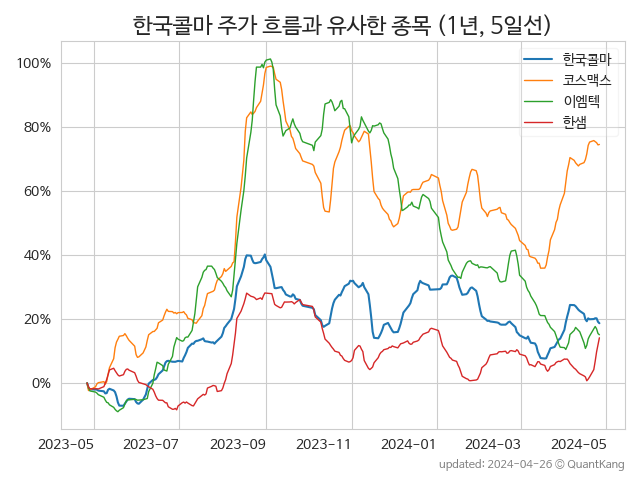 한국콜마 주가 흐름과 유사한 종목 (1년, 5일선)
한국콜마
코스맥스
이엠텍
한샘
100%
80%
60%
40%
20%
0%
2023-05 2023-07 2023-09 2023-11 2024-01 2024-03 2024-05
updated: 2024-04-26 © QuantKang